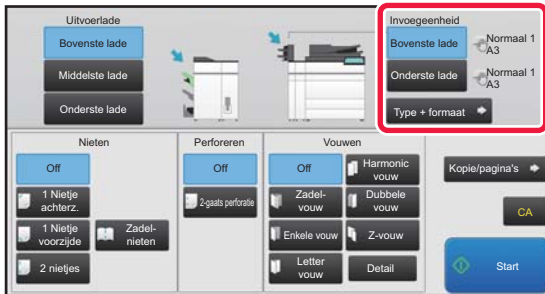 Uitvoerlade
Bovenste lade
Middelste lade
Onderste lade
Invoegeenheid
Bovenste lade
Normaal 1
A3
Onderste lade
Normaal 1
A3
Type + formaat
Nieten
Off
1 Nietje
achterz.
1 Nietje
voorzijde
Zadel-
nieten
2 nietjes
Perforeren
Off
2-gaats perforatie
Vouwen
Off
Harmonic
vouw
Zadel-
vouw
Dubbele
vouw
Enkele vouw
Z-vouw
Letter
vouw
Detail
Kopie/pagina's
CA
Start